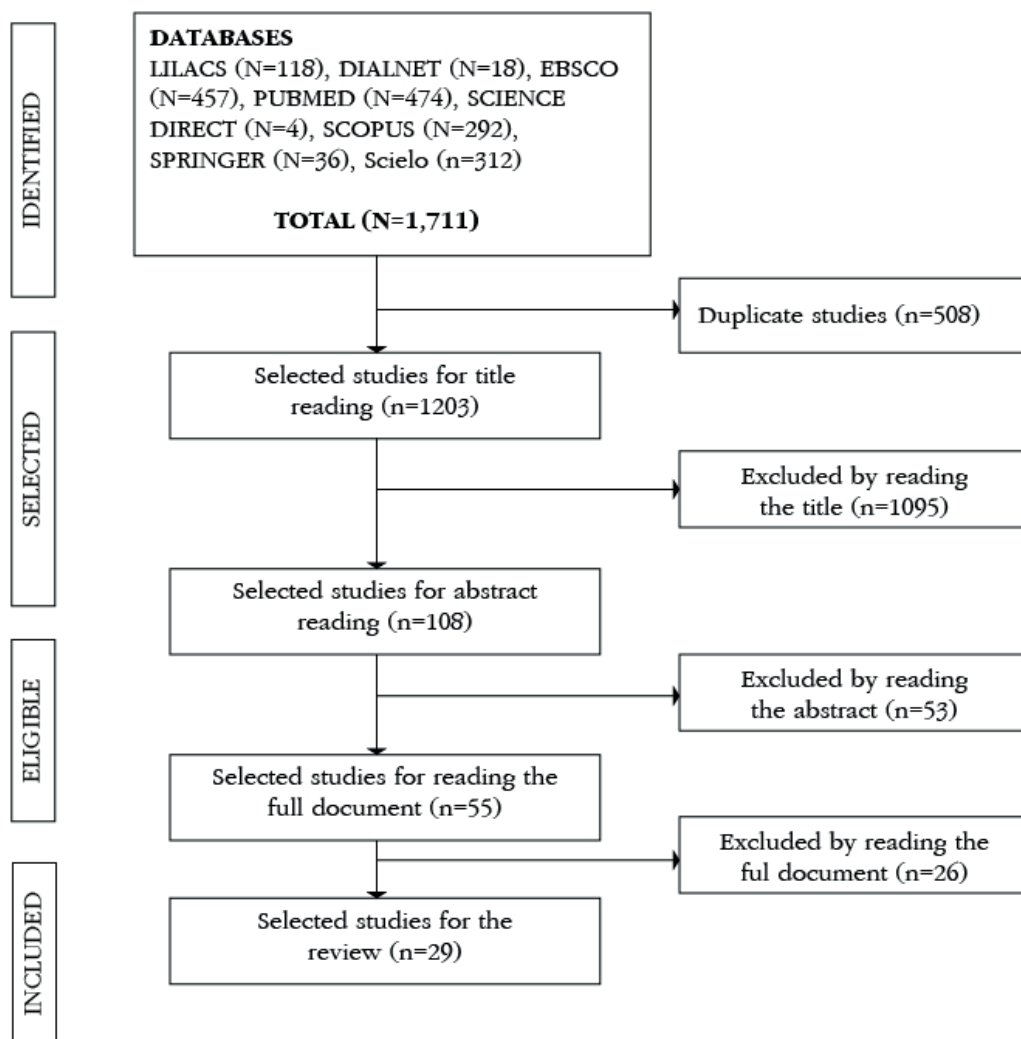 IDENTIFIED
DATABASES
LILACS (N=118), DIALNET (N=18), EBSCO
(N=457), PUBMED (N=474), SCIENCE
DIRECT (N=4), SCOPUS (N=292),
SPRINGER (N=36), Scielo (n=312)
TOTAL (N=1,711)
Duplicate studies (n=508)
SELECTED
Selected studies for title
reading (n=1203)
Excluded by reading
the title (n=1095)
Selected studies for abstract
reading (n=108)
ELIGIBLE
Excluded by reading
the abstract (n=53)
Selected studies for reading the
full document (n=55)
Excluded by reading the
ful document (n=26)
INCLUDED
Selected studies for the
review (n=29)